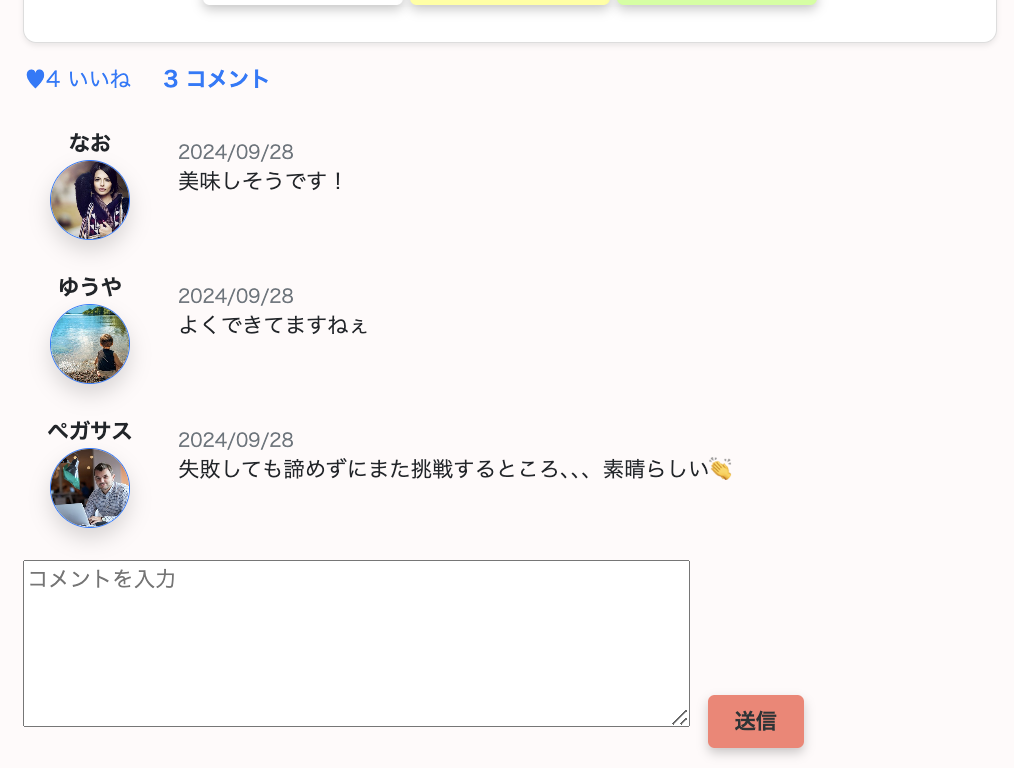 ♥4 いいね 3 コメント
なお
2024/09/28
美味しそうです！
ゆうや
2024/09/28
よくできてますねぇ
ペガサス
2024/09/28
失敗しても諦めずにまた挑戦するところ、、、素晴らしい👏
コメントを入力
送信